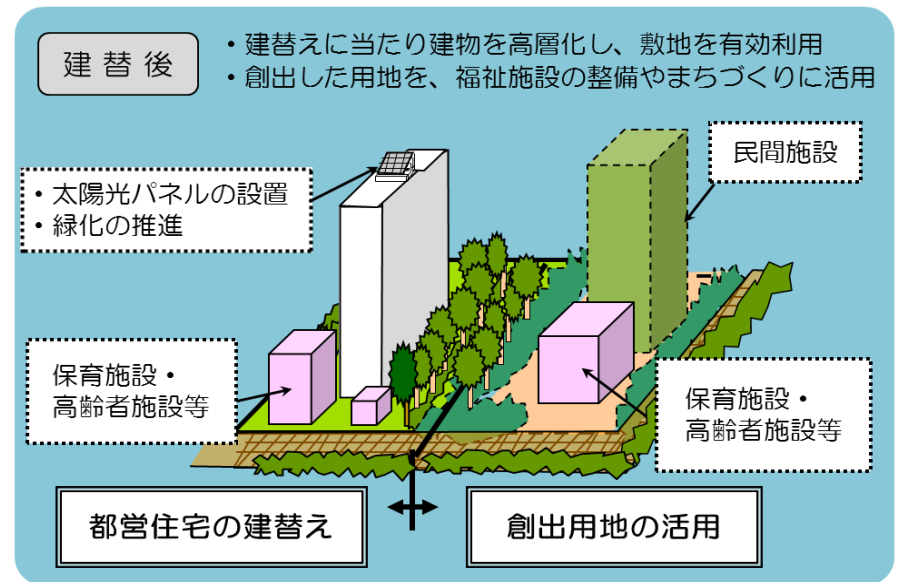 建替後
・建替えに当たり建物を高層化し、敷地を有効利用
・創出した用地を、福祉施設の整備やまちづくりに活用
民間施設
・太陽光パネルの設置
・緑化の推進
保育施設・
高齢者施設等
保育施設・
高齢者施設等
都営住宅の建替え
創出用地の活用